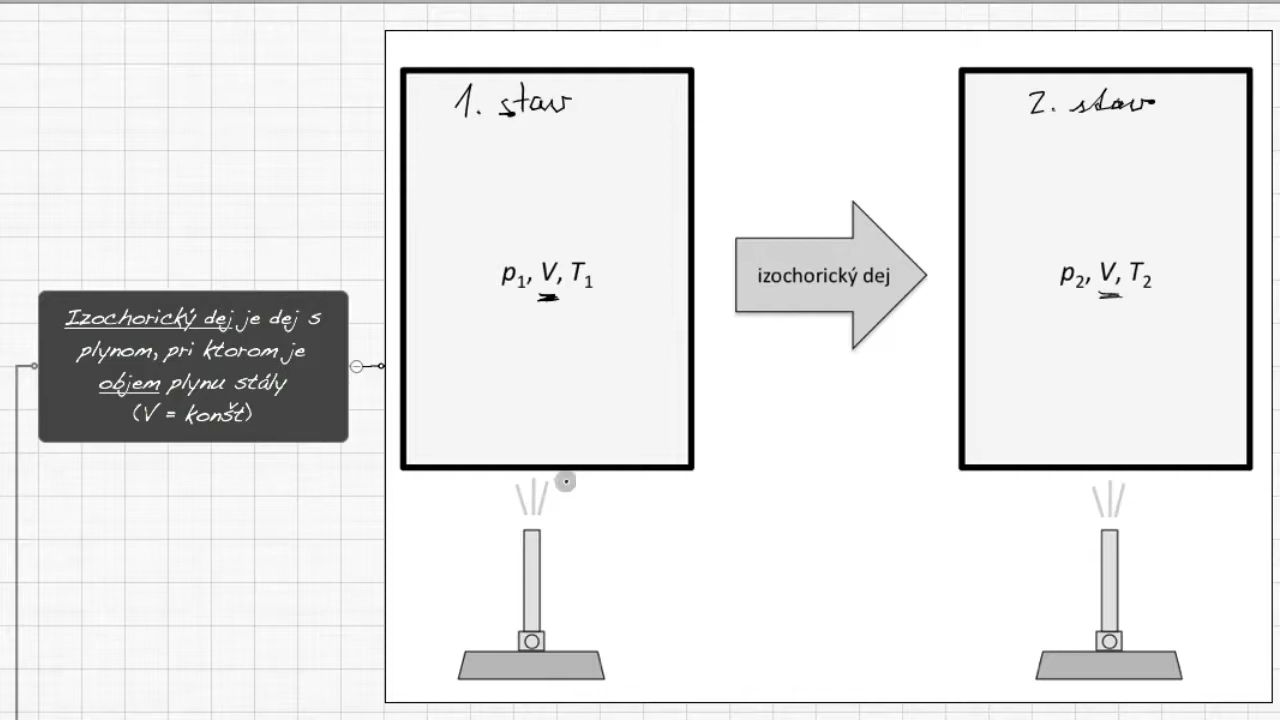 Izochorický dej je dej s
plynom, pri ktorom je
objem plynu stály
(V = konšt)
1. stav
p₁, V, T₁
izochorický dej
2. stav
p₂, V, T₂